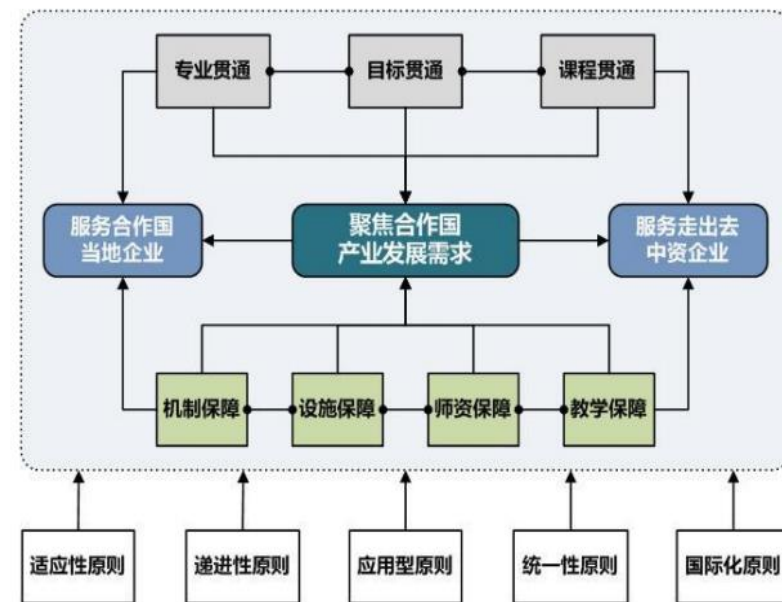 专业贯通
目标贯通
课程贯通
服务合作国
当地企业
聚焦合作国
产业发展需求
服务走出去
中资企业
机制保障
设施保障
师资保障
教学保障
适应性原则
递进性原则
应用型原则
统一性原则
国际化原则